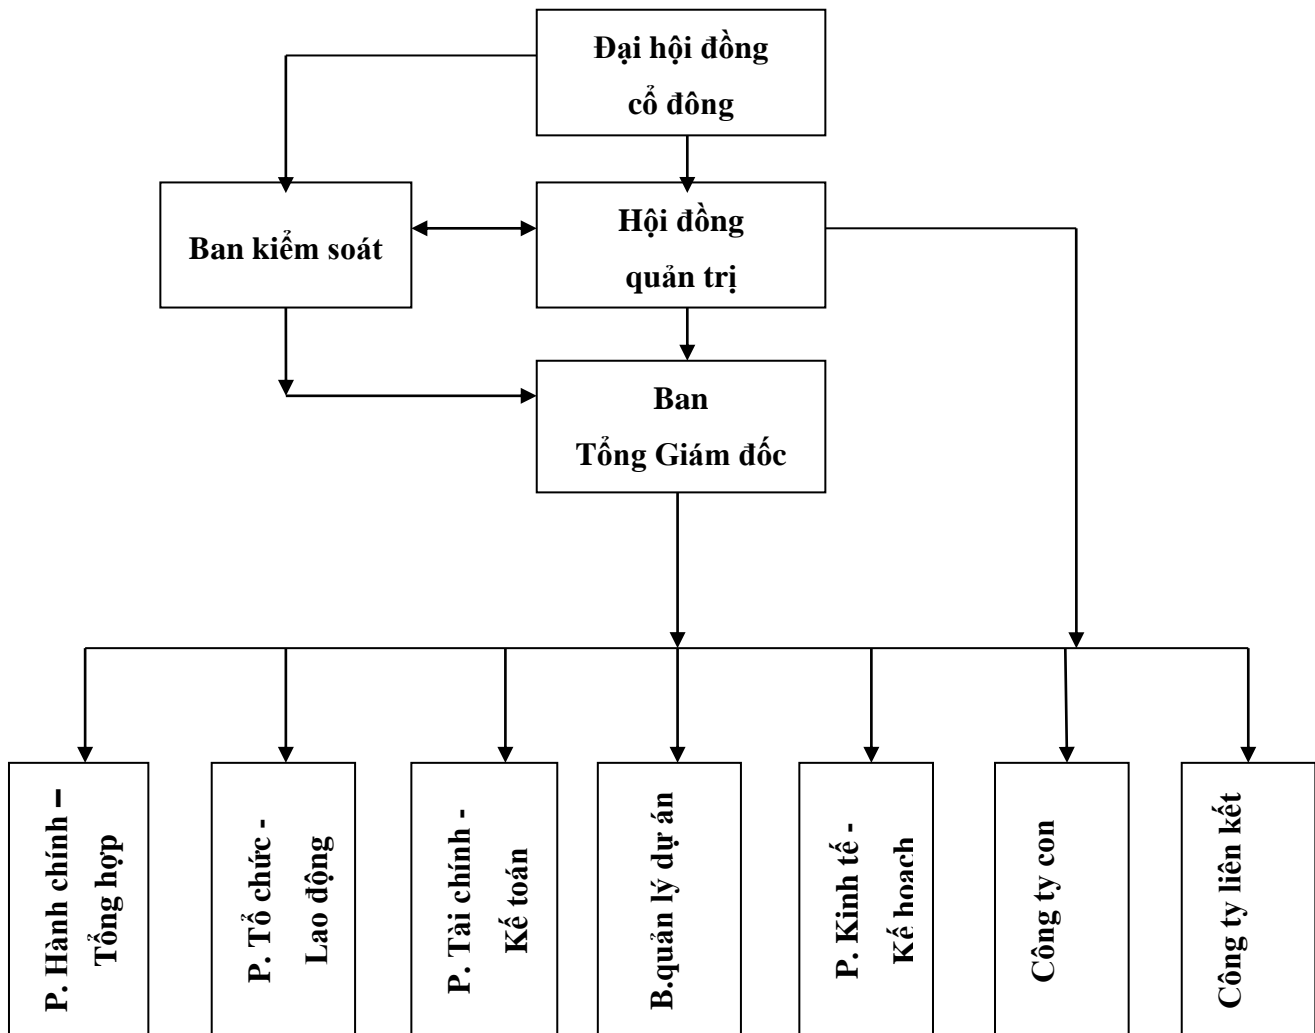 Đại hội đồng
cổ đông
Ban kiểm soát
Hội đồng
quản trị
Ban
Tổng Giám đốc
P. Hành chính –
Tổng hợp
P. Tổ chức -
Lao động
P. Tài chính -
Kế toán
B.quản lý dự án
P. Kinh tế -
Kế hoạch
Công ty con
Công ty liên kết